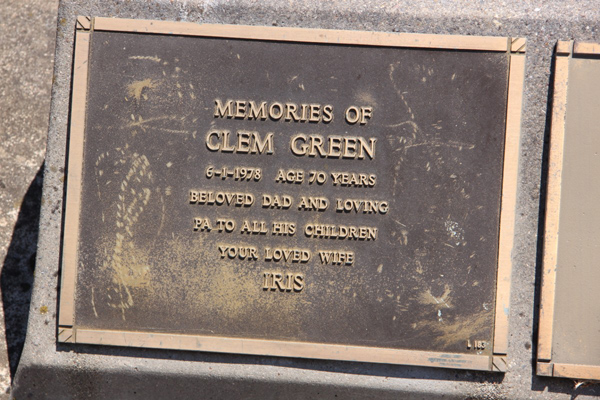 MEMORIES OF
CLEM GREEN
6-1-1978 AGE 70 YEARS
BELOVED DAD AND LOVING
PA TO ALL HIS CHILDREN
YOUR LOVED WIFE
IRIS
L 183